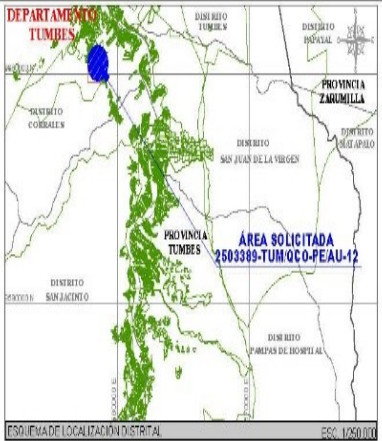 DEPARTAMENTO
TUMBES
DISTRITO
TUMBES
DISTRITO
PAPAYAL
PROVINCIA
ZARUMILLA
DISTRITO
CORRALES
DISTRITO
MATAPALO
DISTRITO
SAN JUAN DE LA VIRGEN
PROVINCIA
TUMBES
ÁREA SOLICITADA
2503389-TUM/QCO-PE/AU-12
DISTRITO
SAN JACINTO
DISTRITO
PAMPAS DE HOSPITAL
ESQUEMA DE LOCALIZACIÓN DISTRITAL
ESC. 1/250 000